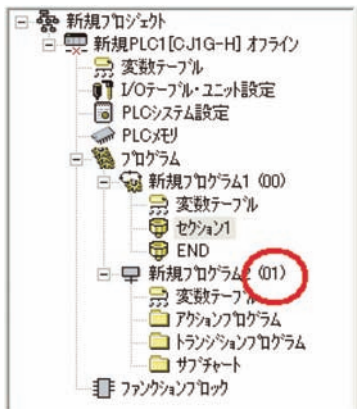 新規プロジェクト
新規PLC1[CJ1G-H] オフライン
変数テーブル
I/Oテーブル・ユニット設定
PLCシステム設定
PLCメモリ
プログラム
新規プログラム1 (00)
変数テーブル
セクション1
END
新規プログラム2 (01)
変数テーブル
アクションプログラム
トランジションプログラム
サブチャート
ファンクションブロック